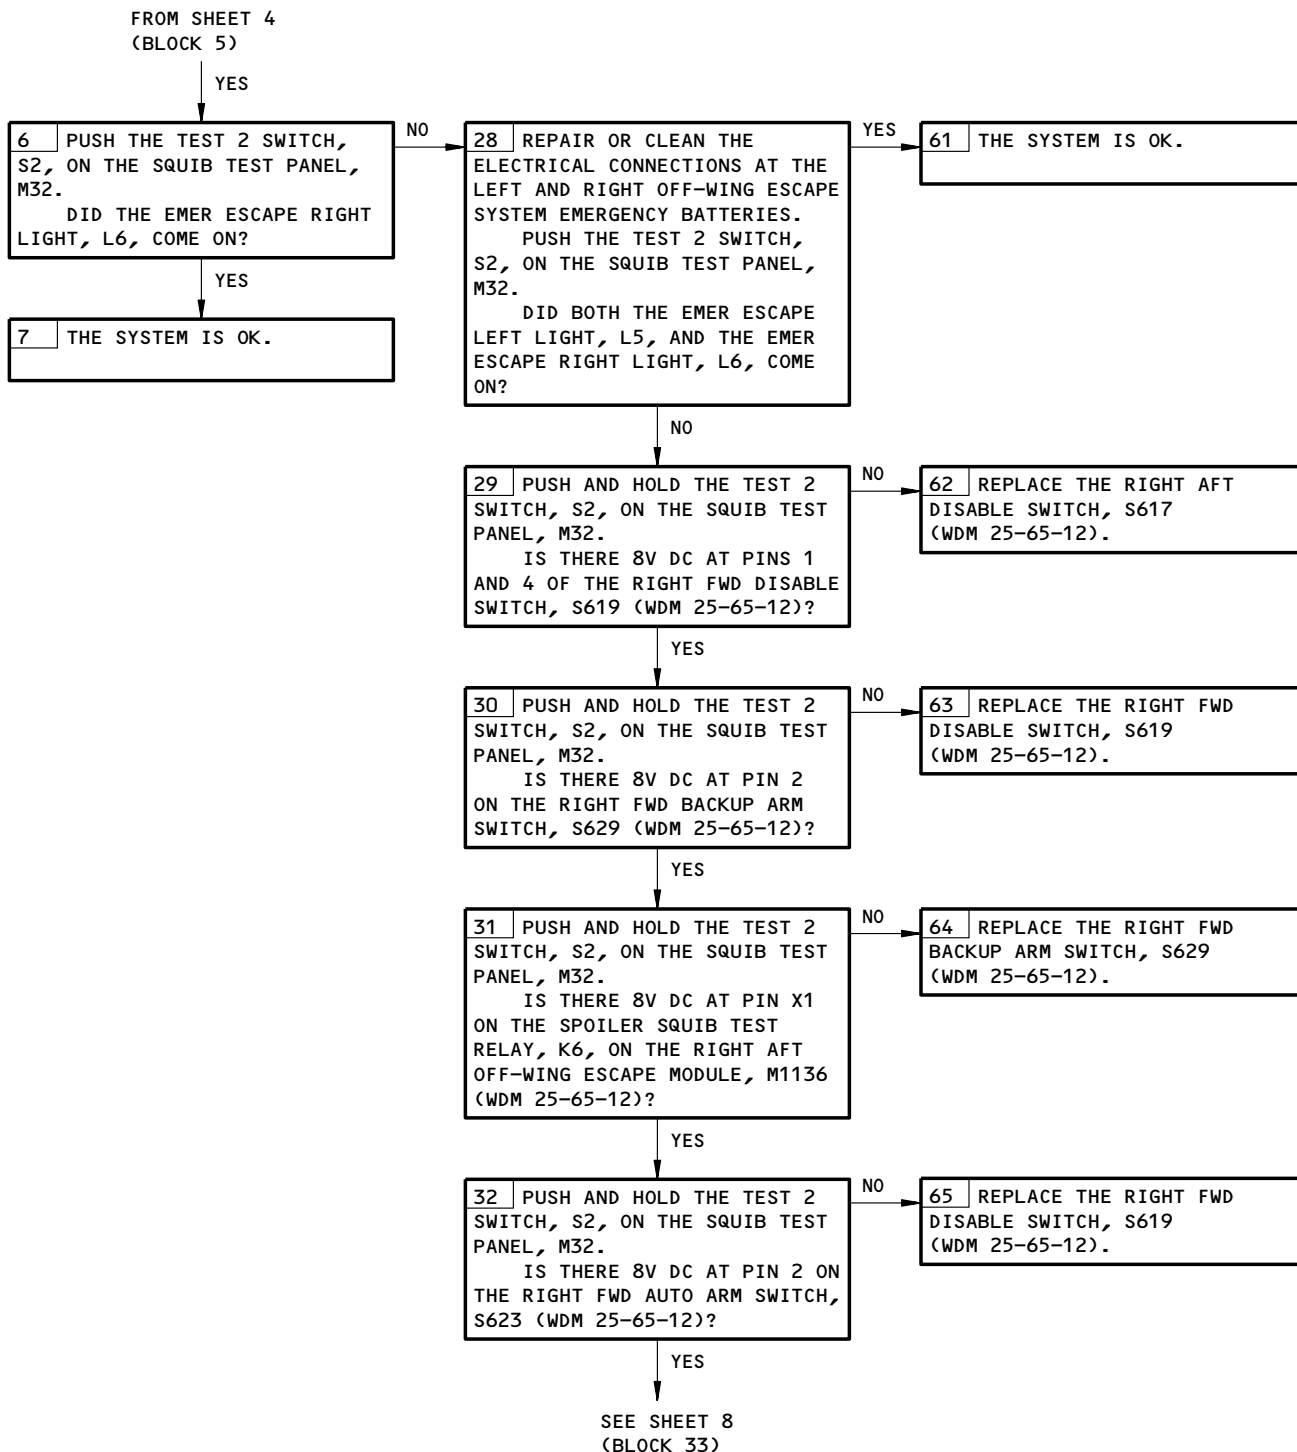 FROM SHEET 4
(BLOCK 5)
YES
6 PUSH THE TEST 2 SWITCH,
S2, ON THE SQUIB TEST PANEL,
M32.
DID THE EMER ESCAPE RIGHT
LIGHT, L6, COME ON?
NO
YES
7 THE SYSTEM IS OK.
28 REPAIR OR CLEAN THE
ELECTRICAL CONNECTIONS AT THE
LEFT AND RIGHT OFF-WING ESCAPE
SYSTEM EMERGENCY BATTERIES.
PUSH THE TEST 2 SWITCH,
S2, ON THE SQUIB TEST PANEL,
M32.
DID BOTH THE EMER ESCAPE
LEFT LIGHT, L5, AND THE EMER
ESCAPE RIGHT LIGHT, L6, COME
ON?
YES
61 THE SYSTEM IS OK.
NO
29 PUSH AND HOLD THE TEST 2
SWITCH, S2, ON THE SQUIB TEST
PANEL, M32.
IS THERE 8V DC AT PINS 1
AND 4 OF THE RIGHT FWD DISABLE
SWITCH, S619 (WDM 25-65-12)?
NO
62 REPLACE THE RIGHT AFT
DISABLE SWITCH, S617
(WDM 25-65-12).
YES
30 PUSH AND HOLD THE TEST 2
SWITCH, S2, ON THE SQUIB TEST
PANEL, M32.
IS THERE 8V DC AT PIN 2
ON THE RIGHT FWD BACKUP ARM
SWITCH, S629 (WDM 25-65-12)?
NO
63 REPLACE THE RIGHT FWD
DISABLE SWITCH, S619
(WDM 25-65-12).
YES
31 PUSH AND HOLD THE TEST 2
SWITCH, S2, ON THE SQUIB TEST
PANEL, M32.
IS THERE 8V DC AT PIN X1
ON THE SPOILER SQUIB TEST
RELAY, K6, ON THE RIGHT AFT
OFF-WING ESCAPE MODULE, M1136
(WDM 25-65-12)?
NO
64 REPLACE THE RIGHT FWD
BACKUP ARM SWITCH, S629
(WDM 25-65-12).
YES
32 PUSH AND HOLD THE TEST 2
SWITCH, S2, ON THE SQUIB TEST
PANEL, M32.
IS THERE 8V DC AT PIN 2 ON
THE RIGHT FWD AUTO ARM SWITCH,
S623 (WDM 25-65-12)?
NO
65 REPLACE THE RIGHT FWD
DISABLE SWITCH, S619
(WDM 25-65-12).
YES
SEE SHEET 8
(BLOCK 33)